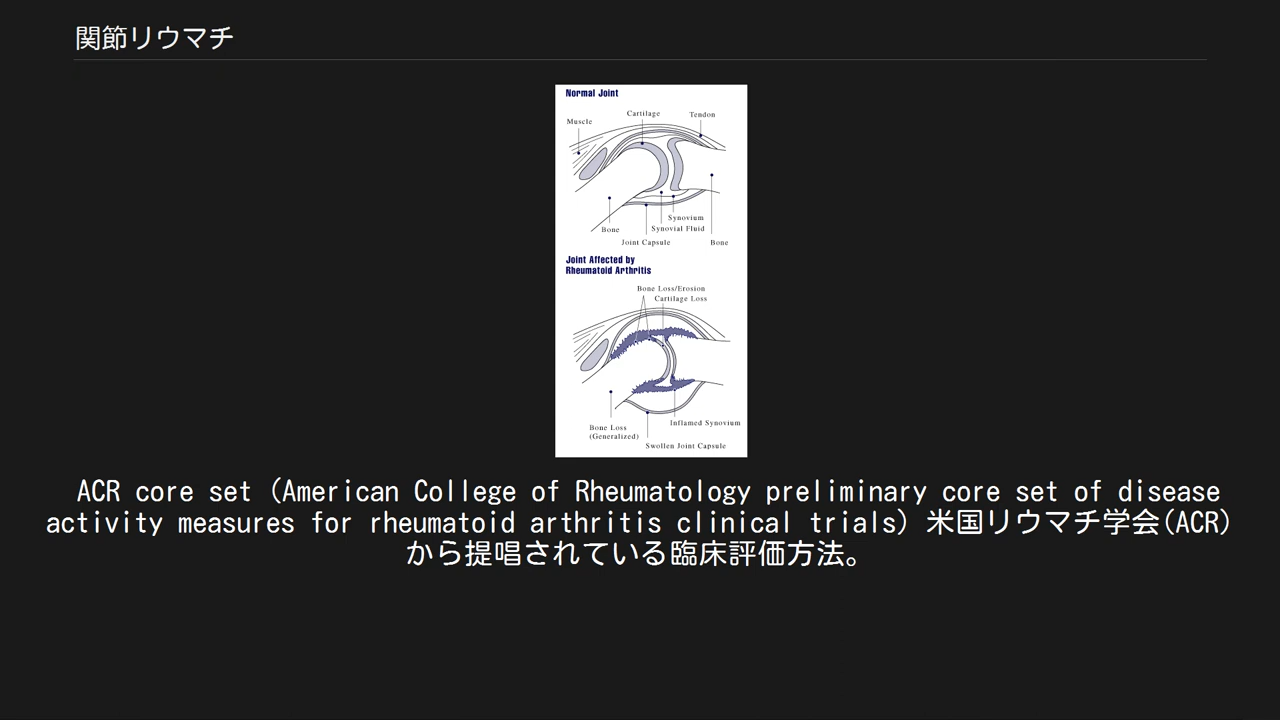 関節リウマチ
Normal Joint
Cartilage
Tendon
Muscle
Synovium
Bone
Synovial Fluid
Joint Capsule
Bone
Joint Affected by
Rheumatoid Arthritis
Bone Loss/Erosion
Cartilage Loss
Inflamed Synovium
Bone Loss
(Generalized)
Swollen Joint Capsule
ACR core set (American College of Rheumatology preliminary core set of disease
activity measures for rheumatoid arthritis clinical trials) 米国リウマチ学会(ACR)
から提唱されている臨床評価方法。